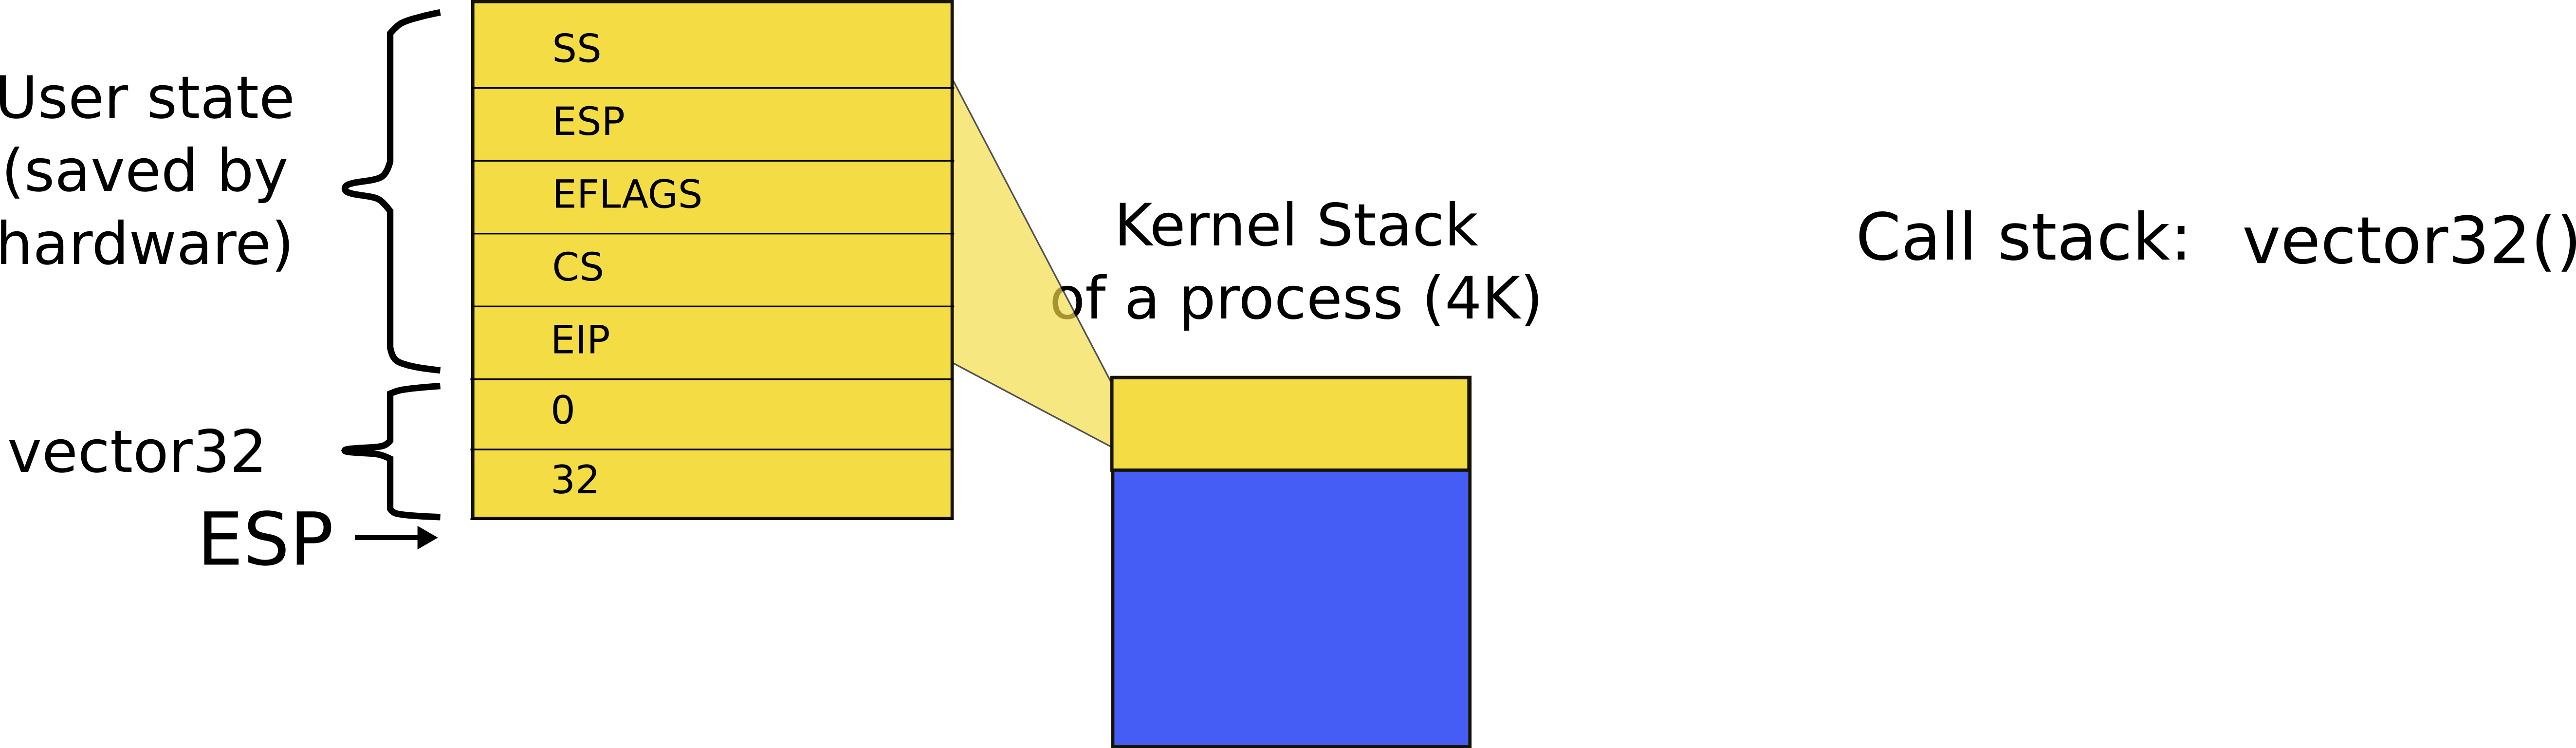 User state
(saved by
hardware)
vector32
ESP
SS
ESP
EFLAGS
CS
EIP
0
32
Kernel Stack
of a process (4K)
Call stack: vector32()